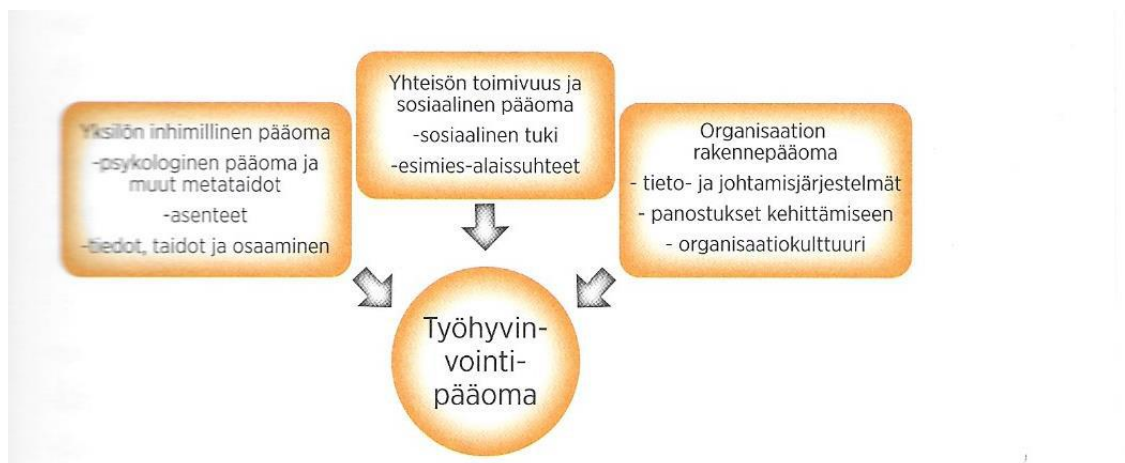 Yksilön inhimillinen pääoma
-psykologinen pääoma ja
muut metataidot
-asenteet
-tiedot, taidot ja osaaminen
Yhteisön toimivuus ja
sosiaalinen pääoma
-sosiaalinen tuki
-esimies-alaissuhteet
Organisaation
rakennepääoma
- tieto- ja johtamisjärjestelmät
- panostukset kehittämiseen
- organisaatiokulttuuri
Työhyvin-
vointi-
pääoma